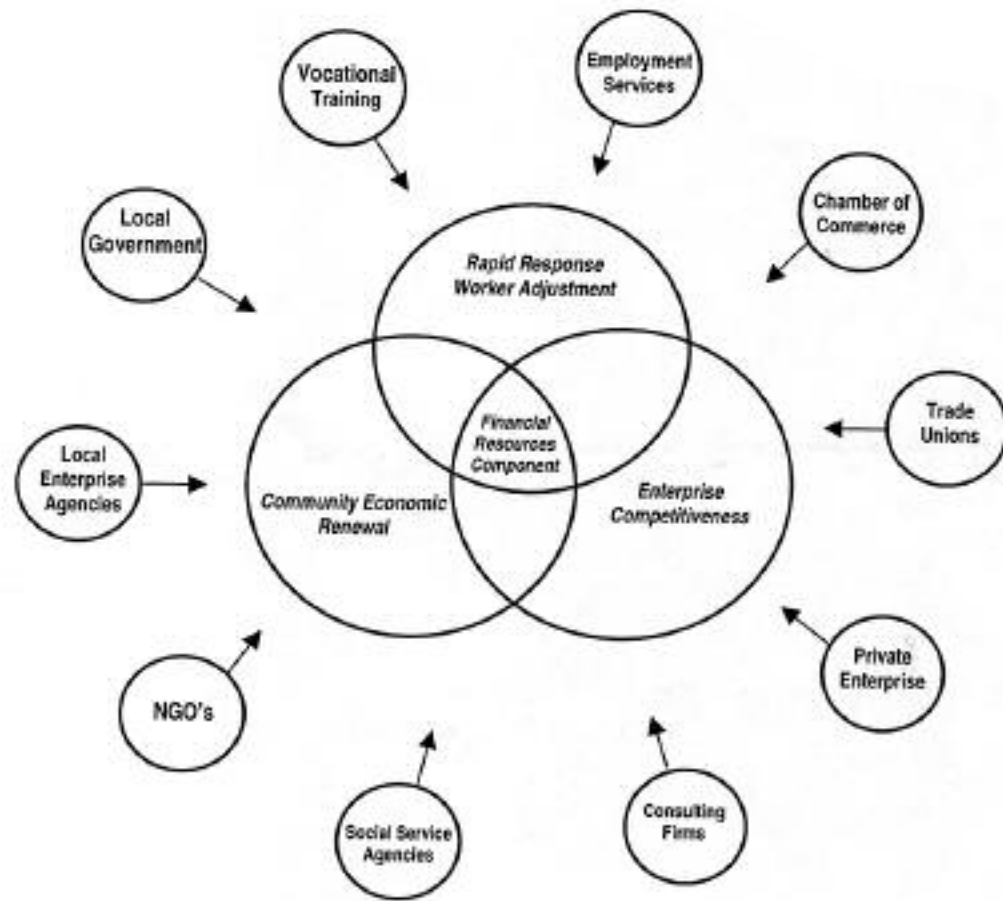 Vocational
Training
Employment
Services
Local
Government
Chamber of
Commerce
Rapid Response
Worker Adjustment
Trade
Unions
Financial
Resources
Component
Local
Enterprise
Agencies
Community Economic
Renewal
Enterprise
Competitiveness
Private
Enterprise
NGO's
Social Service
Agencies
Consulting
Firms